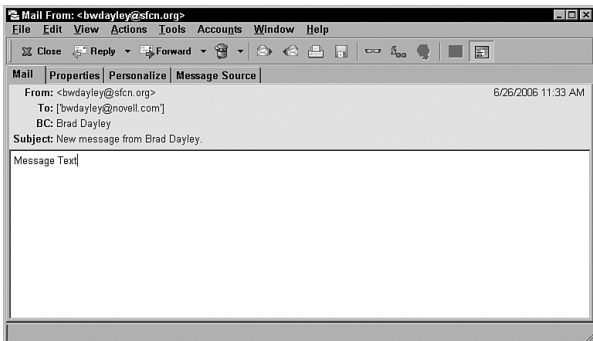 Mail From: <bwdayley@sfcn.org>
File Edit View Actions Tools Accounts Window Help
Close Reply Forward
Mail Properties Personalize Message Source
From: <bwdayley@sfcn.org> 6/26/2006 11:33 AM
To: ['bwdayley@novell.com']
BC: Brad Dayley
Subject: New message from Brad Dayley.
Message Text